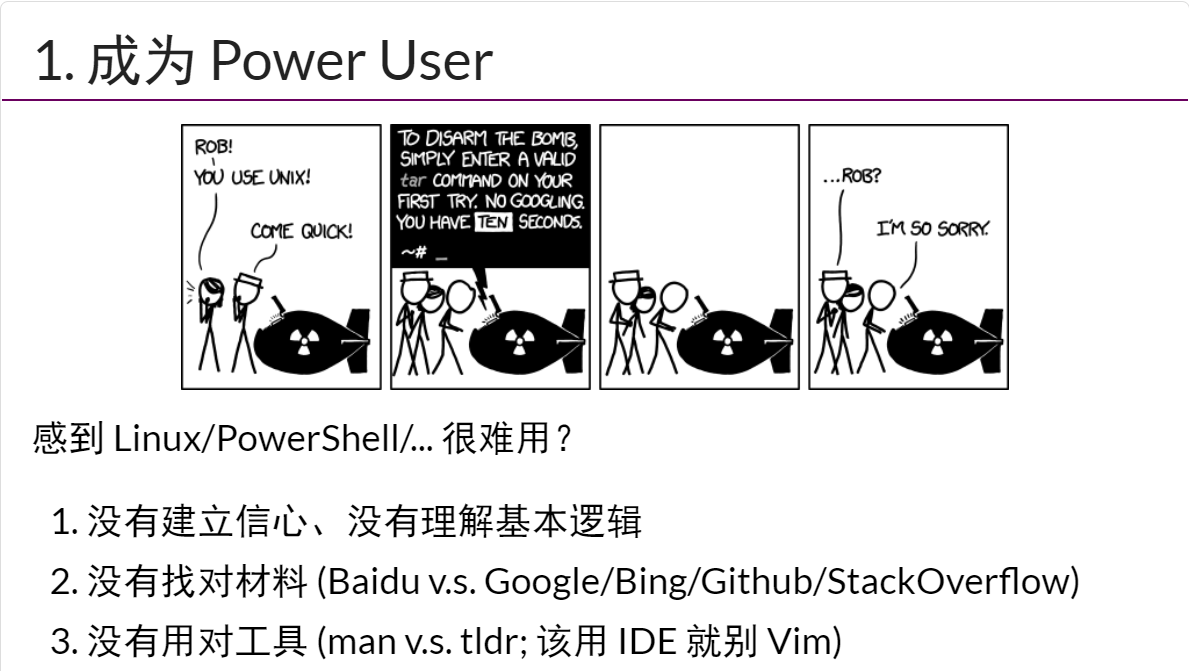 1. 成为 Power User
ROB!
YOU USE UNIX!
COME QUICK!
TO DISARM THE BOMB,
SIMPLY ENTER A VALID
tar COMMAND ON YOUR
FIRST TRY. NO GOOGLING.
YOU HAVE TEN SECONDS.
~# _
...ROB?
I'M SO SORRY.
感到 Linux/PowerShell/... 很难用？
1. 没有建立信心、没有理解基本逻辑
2. 没有找对材料 (Baidu v.s. Google/Bing/Github/StackOverflow)
3. 没有用对工具 (man v.s. tldr; 该用 IDE 就别 Vim)